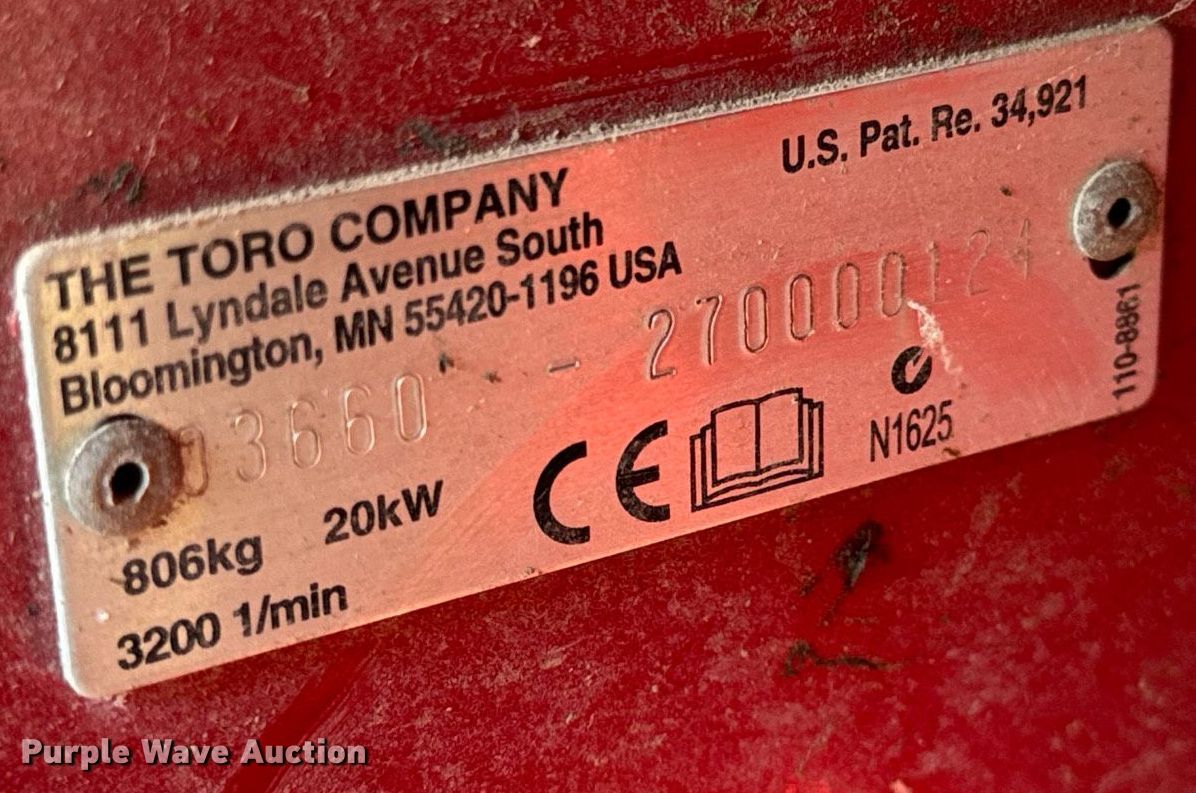 THE TORO COMPANY
8111 Lyndale Avenue South
Bloomington, MN 55420-1196 USA
U.S. Pat. Re. 34,921
03660 - 270000124
806kg 20kW
3200 1/min
CE
N1625
110-8861
Purple Wave Auction